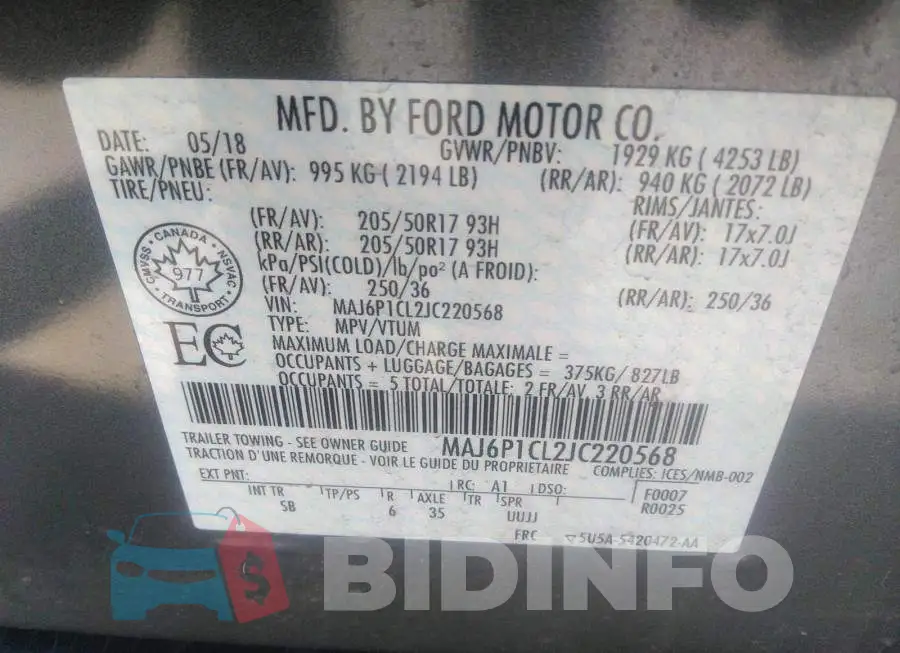 MFD. BY FORD MOTOR CO.
DATE: 05/18 GVWR/PNBV: 1929 KG ( 4253 LB)
GAWR/PNBE (FR/AV): 995 KG ( 2194 LB) (RR/AR): 940 KG ( 2072 LB)
TIRE/PNEU: RIMS/JANTES:
(FR/AV): 205/50R17 93H (FR/AV): 17x7.0J
(RR/AR): 205/50R17 93H (RR/AR): 17x7.0J
kPa/PSI(COLD)/lb/po² (A FROID):
(FR/AV): 250/36 (RR/AR): 250/36
CANADA
CMVSS
NSVAC
977
TRANSPORT
VIN: MAJ6P1CL2JC220568
TYPE: MPV/VTUM
EC
MAXIMUM LOAD/CHARGE MAXIMALE =
OCCUPANTS + LUGGAGE/BAGAGES = 375KG/ 827LB
OCCUPANTS = 5 TOTAL/TOTALE: 2 FR/AV, 3 RR/AR
TRAILER TOWING - SEE OWNER GUIDE MAJ6P1CL2JC220568
TRACTION D'UNE REMORQUE - VOIR LE GUIDE DU PROPRIETAIRE COMPLIES: ICES/NMB-002
EXT PNT: RC: A1 DSO: F0007
INT TR TP/PS R AXLE TR SPR R0025
SB 6 35 UUJJ
FRC 5U5A-5420472-AA
BIDINFO